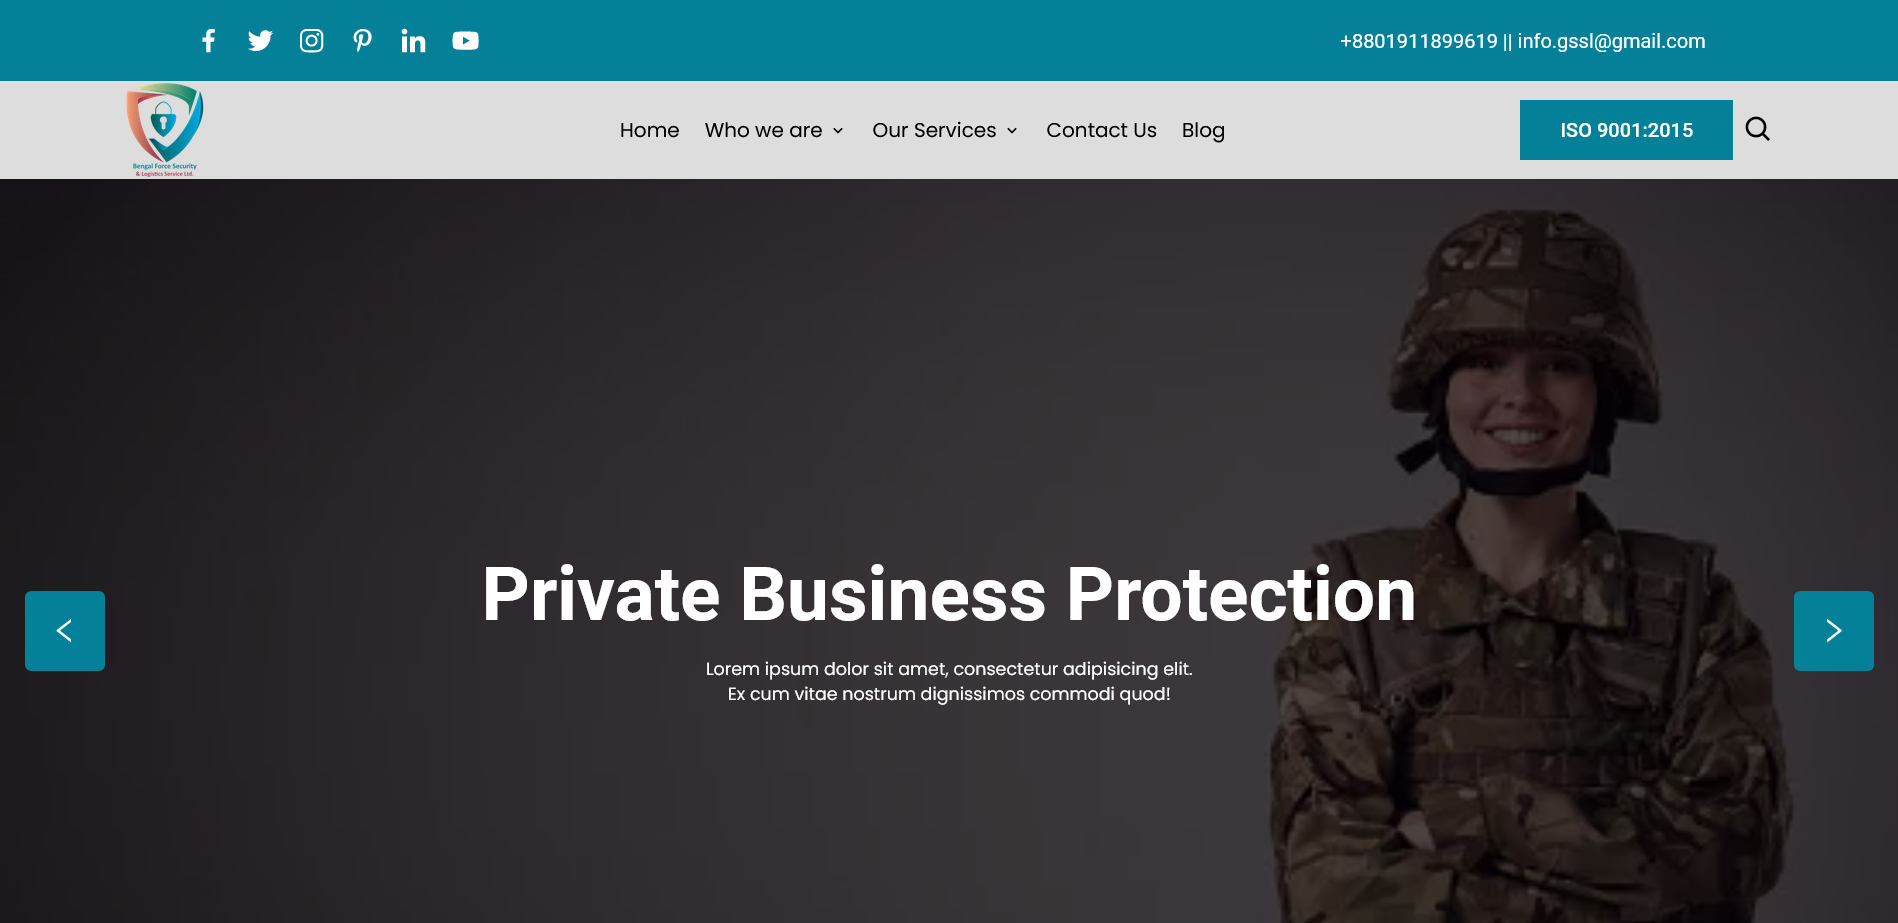 +8801911899619 || info.gssl@gmail.com
Bengal Force Security
& Logistics Service Ltd.
Home Who we are Our Services Contact Us Blog
ISO 9001:2015
Private Business Protection
Lorem ipsum dolor sit amet, consectetur adipisicing elit.
Ex cum vitae nostrum dignissimos commodi quod!